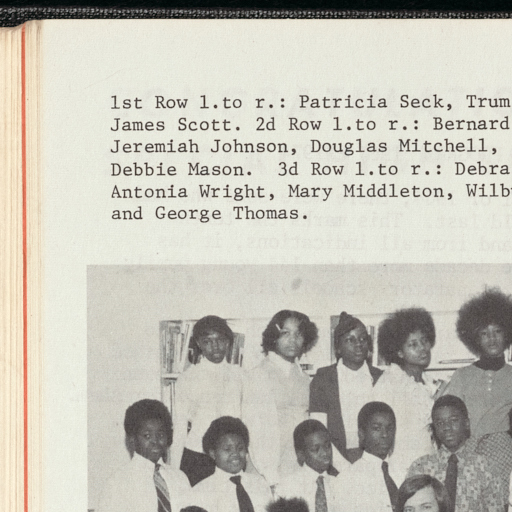 1st Row l.to r.: Patricia Seck, Trum
James Scott. 2d Row l.to r.: Bernard
Jeremiah Johnson, Douglas Mitchell,
Debbie Mason. 3d Row l.to r.: Debra
Antonia Wright, Mary Middleton, Wilb
and George Thomas.